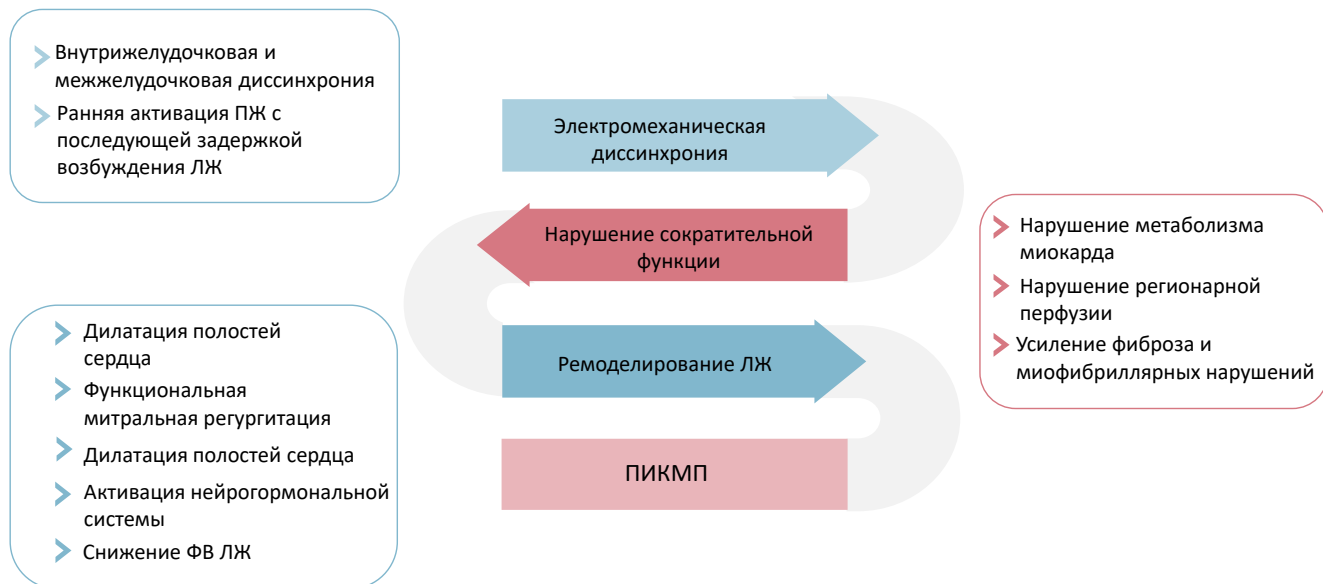 Внутрижелудочковая и
межжелудочковая диссинхрония
Ранняя активация ПЖ с
последующей задержкой
возбуждения ЛЖ
Электромеханическая
диссинхрония
Нарушение сократительной
функции
Нарушение метаболизма
миокарда
Нарушение регионарной
перфузии
Усиление фиброза и
миофибриллярных нарушений
Ремоделирование ЛЖ
Дилатация полостей
сердца
Функциональная
митральная регургитация
Дилатация полостей сердца
Активация нейрогормональной
системы
Снижение ФВ ЛЖ
ПИКМП